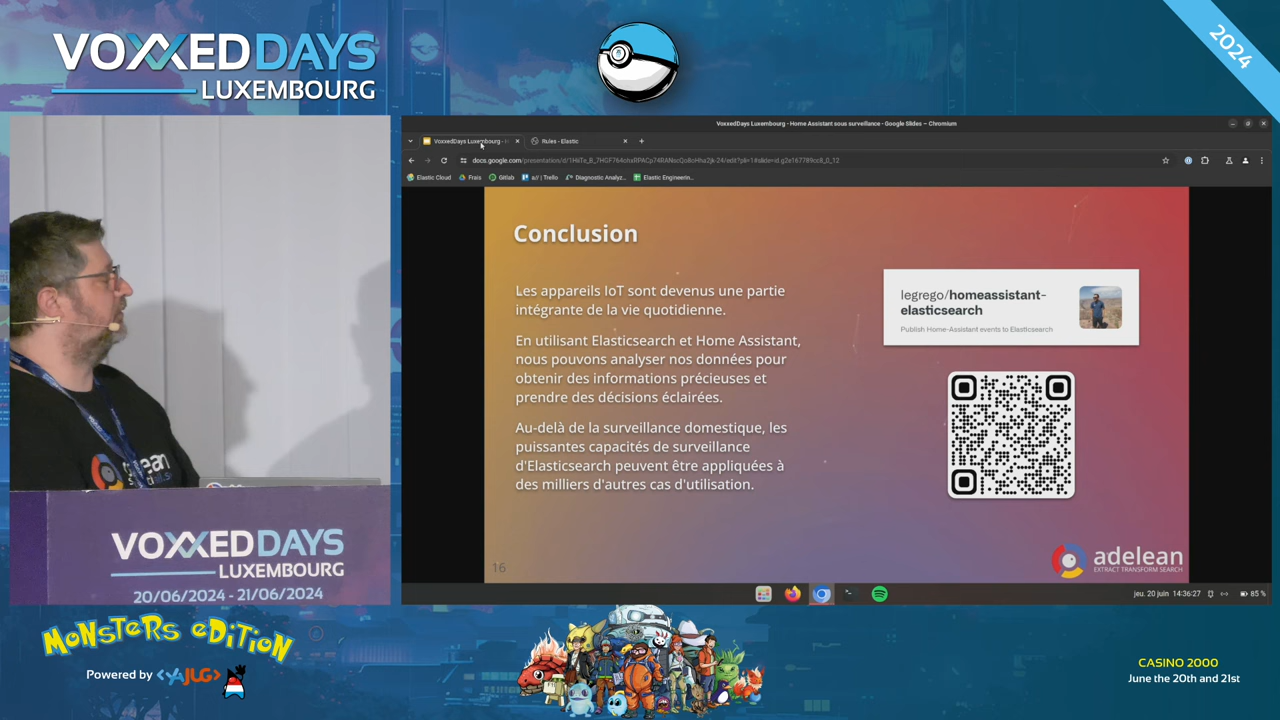 VOXXED DAYS
LUXEMBOURG
2024
VoxxedDays Luxembourg - Home Assistant sous surveillance - Google Slides – Chromium
VoxxedDays Luxembourg - H
Rules - Elastic
Elastic Cloud
Frais
Gitlab
a// | Trello
Diagnostic Analyz...
Elastic Engineerin...
Conclusion
Les appareils IoT sont devenus une partie
intégrante de la vie quotidienne.
En utilisant Elasticsearch et Home Assistant,
nous pouvons analyser nos données pour
obtenir des informations précieuses et
prendre des décisions éclairées.
Au-delà de la surveillance domestique, les
puissantes capacités de surveillance
d'Elasticsearch peuvent être appliquées à
des milliers d'autres cas d'utilisation.
legrego/homeassistant-
elasticsearch
Publish Home-Assistant events to Elasticsearch
16
adelean
EXTRACT TRANSFORM SEARCH
jeu. 20 juin 14:36:27
85 %
VOXXED DAYS
LUXEMBOURG
20/06/2024 - 21/06/2024
MONSTERS EDITION
Powered by <YAJUG>
CASINO 2000
June the 20th and 21st